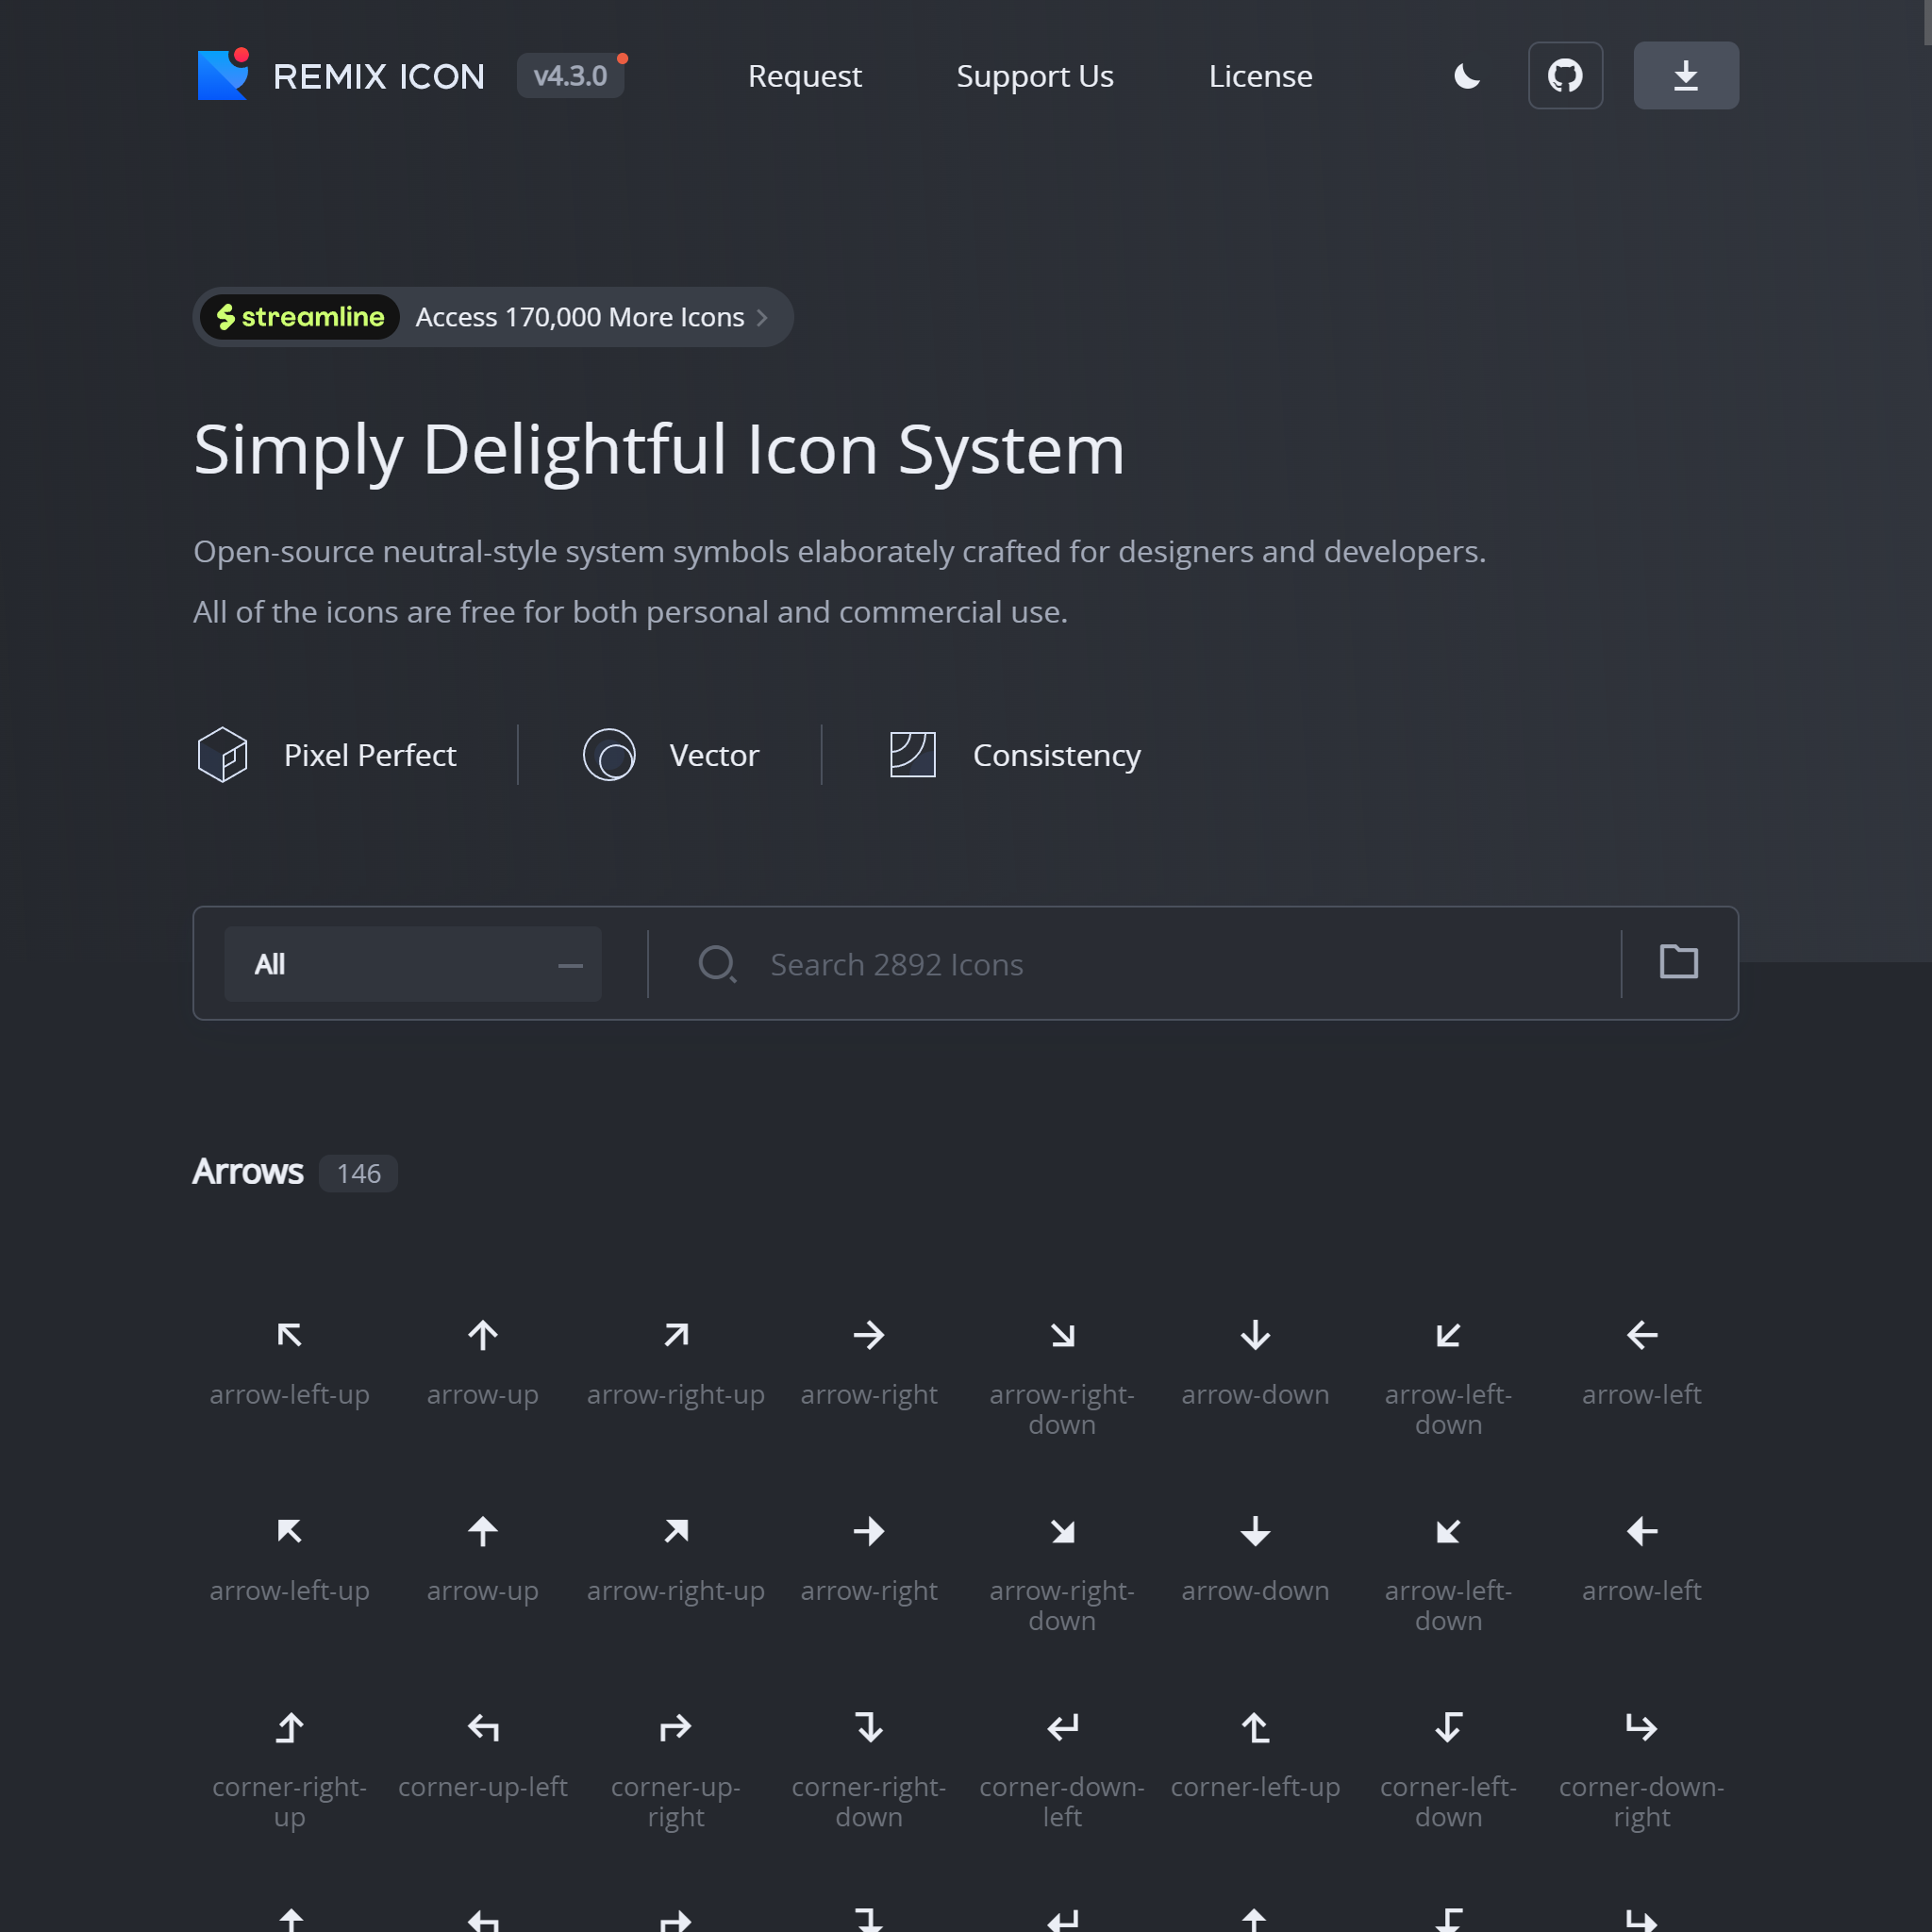 REMIX ICON v4.3.0 Request Support Us License
streamline Access 170,000 More Icons
Simply Delightful Icon System
Open-source neutral-style system symbols elaborately crafted for designers and developers.
All of the icons are free for both personal and commercial use.
Pixel Perfect Vector Consistency
All Search 2892 Icons
Arrows 146
arrow-left-up arrow-up arrow-right-up arrow-right arrow-right- arrow-down arrow-left- arrow-left
down down
arrow-left-up arrow-up arrow-right-up arrow-right arrow-right- arrow-down arrow-left- arrow-left
down down
corner-right- corner-up-left corner-up- corner-right- corner-down- corner-left-up corner-left- corner-down-
up right down left down right